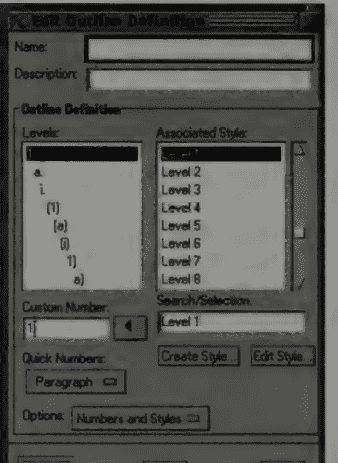 Edit Outline Definition
Name:
Description:
Outline Definition
Levels:
Associated Style:
a.
Level 2
i.
Level 3
(1)
Level 4
(a)
Level 5
(i)
Level 6
1)
Level 7
a)
Level 8
Custom Number:
Search/Selection
1
Level 1
Quick Numbers:
Create Style...
Edit Style...
Paragraph
Options:
Numbers and Styles